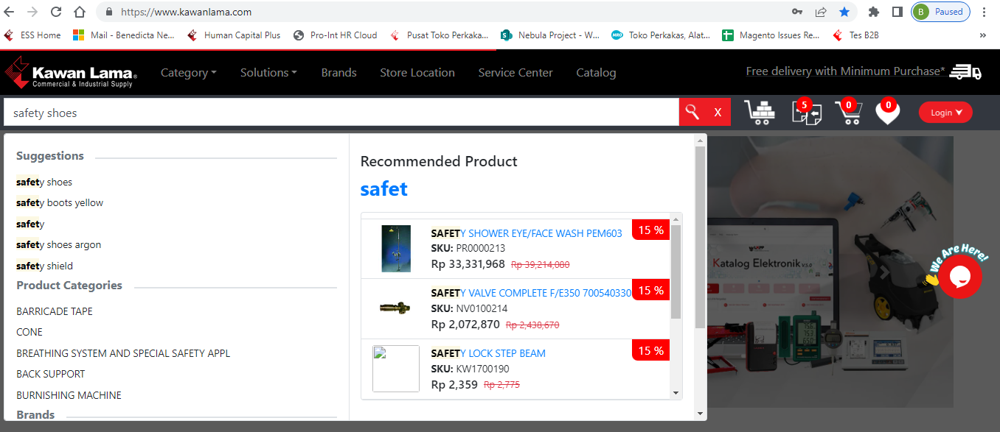 https://www.kawanlama.com
B Paused
ESS Home
Mail - Benedicta Ne...
Human Capital Plus
Pro-Int HR Cloud
Pusat Toko Perkaka...
Nebula Project - W...
Toko Perkakas, Alat...
Magento Issues Re...
Tes B2B
»
Kawan Lama®
Commercial & Industrial Supply
Category
Solutions
Brands
Store Location
Service Center
Catalog
Free delivery with Minimum Purchase*
safety shoes
X
5
0
0
Login
Suggestions
safety shoes
safety boots yellow
safety
safety shoes argon
safety shield
Product Categories
BARRICADE TAPE
CONE
BREATHING SYSTEM AND SPECIAL SAFETY APPL
BACK SUPPORT
BURNISHING MACHINE
Brands
Recommended Product
safet
SAFETY SHOWER EYE/FACE WASH PEM603
15 %
SKU: PR0000213
Rp 33,331,968 Rp 39,214,080
SAFETY VALVE COMPLETE F/E350 700540330
15 %
SKU: NV0100214
Rp 2,072,870 Rp 2,438,670
SAFETY LOCK STEP BEAM
15 %
SKU: KW1700190
Rp 2,359 Rp 2,775
Katalog Elektronik V5.0
We Are Here!